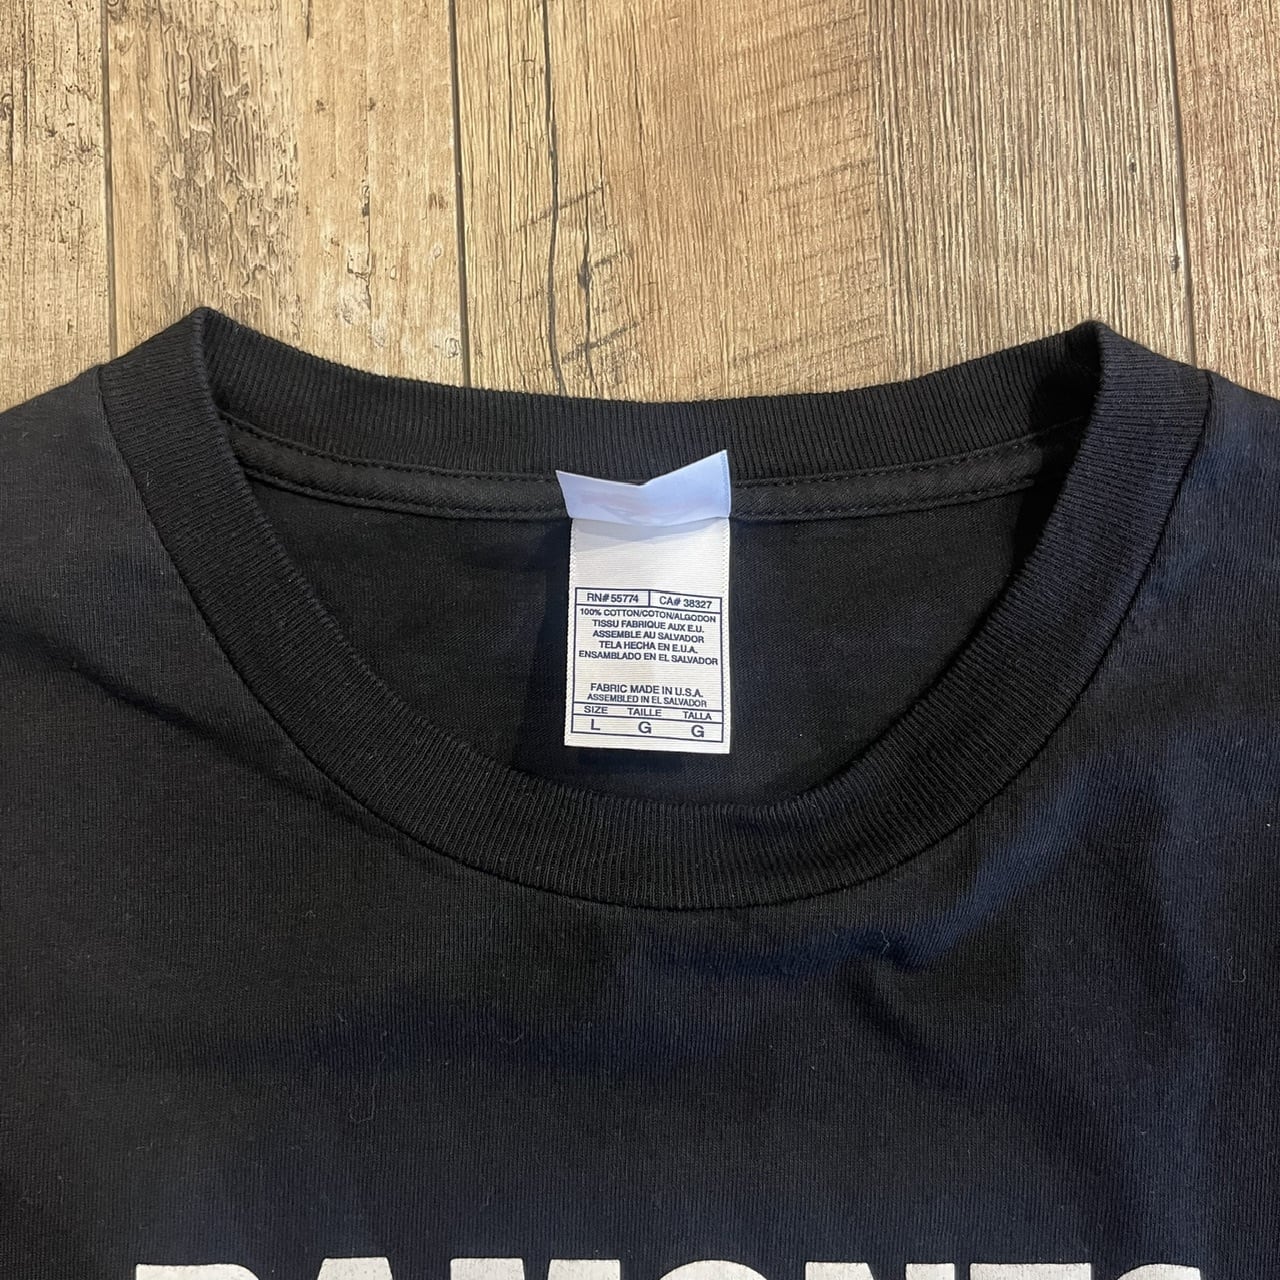 RN# 55774 CA# 38327
100% COTTON/COTON/ALGODON
TISSU FABRIQUE AUX E.U.
ASSEMBLE AU SALVADOR
TELA HECHA EN E.U.A.
ENSAMBLADO EN EL SALVADOR
FABRIC MADE IN U.S.A.
ASSEMBLED IN EL SALVADOR
SIZE TAILLE TALLA
L G G
RAMONES